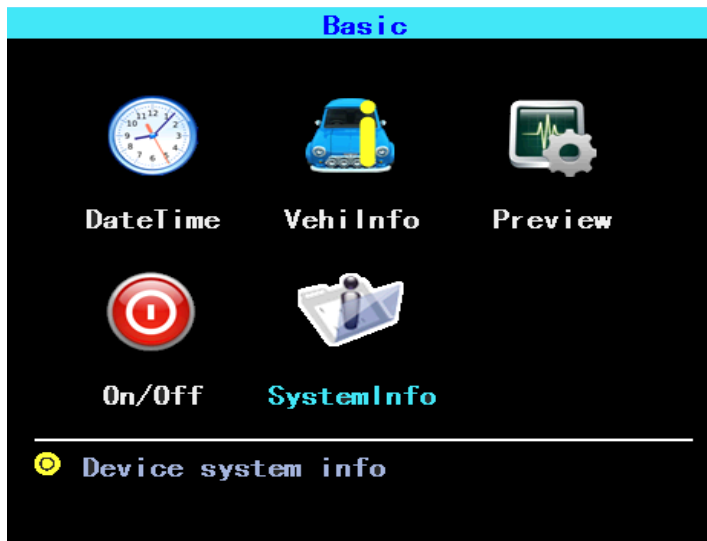 Basic
DateTime VehiInfo Preview
On/Off SystemInfo
Device system info